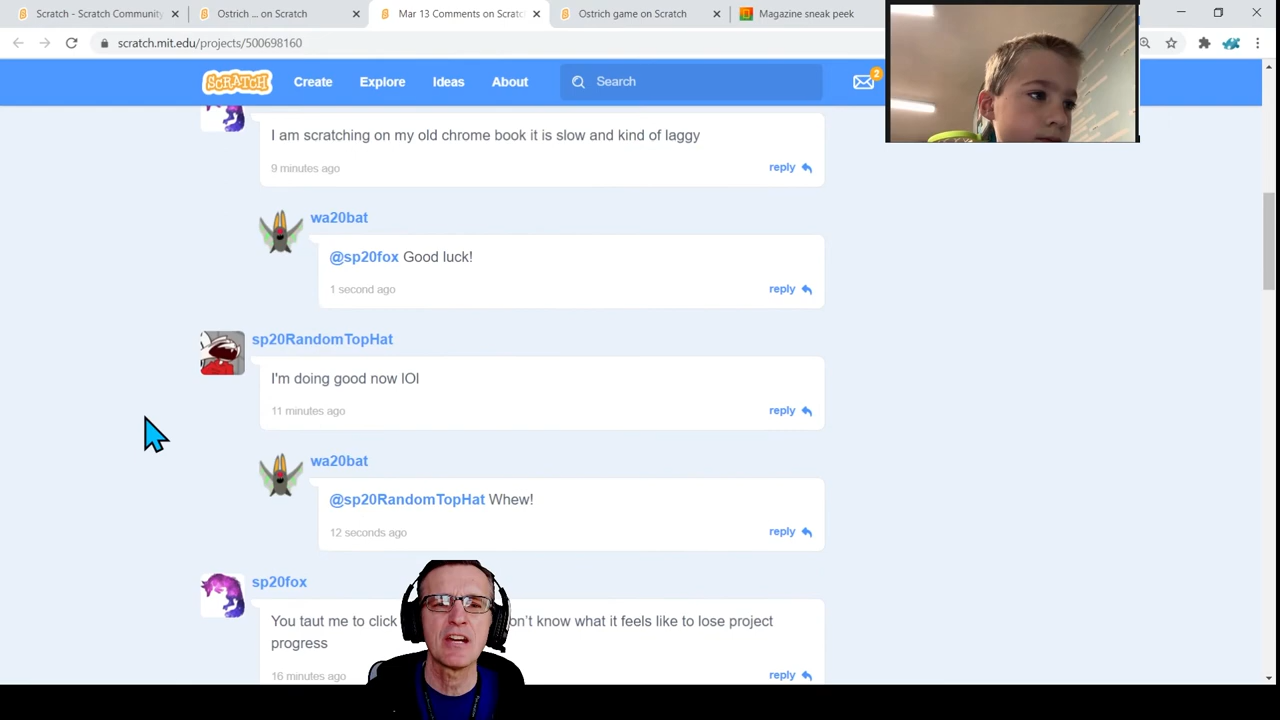 Scratch - Scratch Community
Ostrich ... on Scratch
Mar 13 Comments on Scratc
Ostrich game on Scratch
Magazine sneak peek
scratch.mit.edu/projects/500698160
SCRATCH
Create
Explore
Ideas
About
Search
2
I am scratching on my old chrome book it is slow and kind of laggy
9 minutes ago
reply
wa20bat
@sp20fox Good luck!
1 second ago
reply
sp20RandomTopHat
I'm doing good now lOl
11 minutes ago
reply
wa20bat
@sp20RandomTopHat Whew!
12 seconds ago
reply
sp20fox
You taut me to click on't know what it feels like to lose project
progress
16 minutes ago
reply